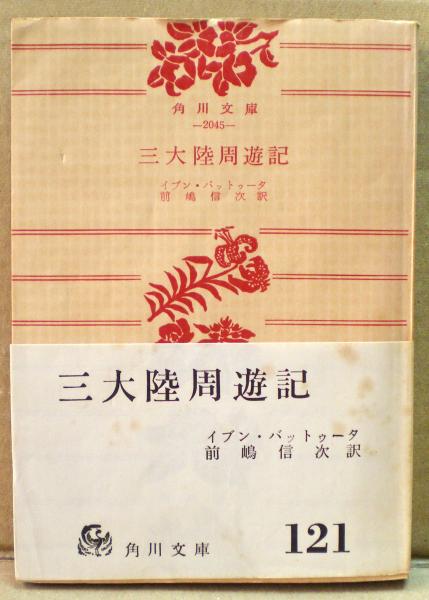 角川文庫
—2045—
三大陸周遊記
イブン・バットゥータ
前嶋信次訳
三大陸周遊記
イブン・バットゥータ
前嶋信次訳
角川文庫 121